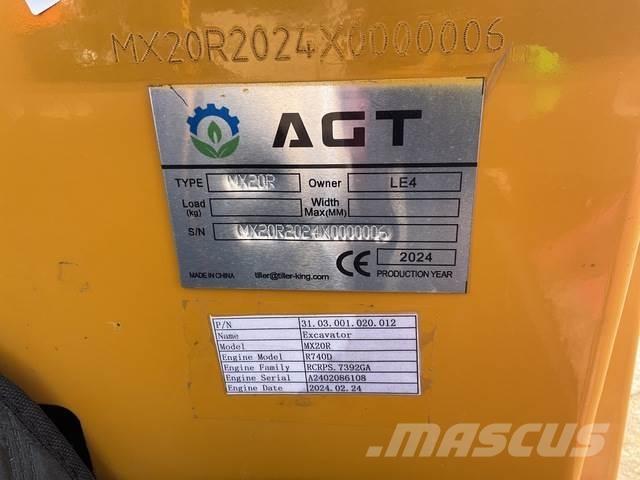 MX20R2024X0000006
AGT
TYPE MX20R Owner LE4
Load (kg) Width Max(MM)
S/N MX20R2024X0000006
CE 2024
MADE IN CHINA tiller@tiller-king.com PRODUCTION YEAR
P/N 31.03.001.020.012
Name Excavator
Model MX20R
Engine Model R740D
Engine Family RCRPS.7392GA
Engine Serial A2402086108
Engine Date 2024.02.24
MASCUS